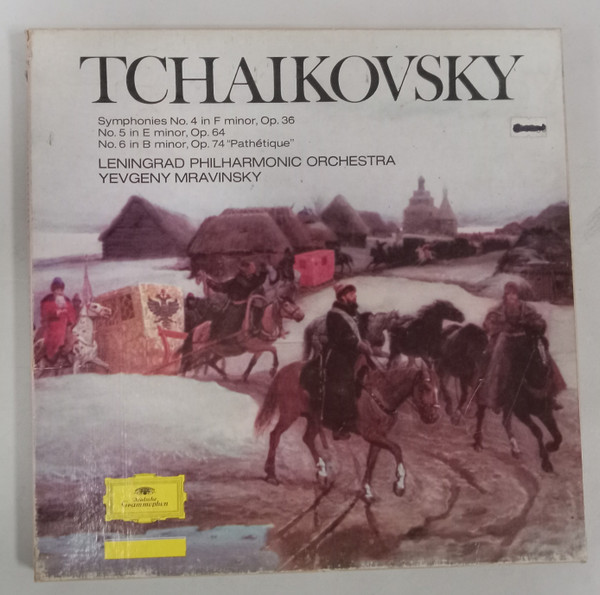 TCHAIKOVSKY
Symphonies No. 4 in F minor, Op. 36
No. 5 in E minor, Op. 64
No. 6 in B minor, Op. 74 “Pathétique”
LENINGRAD PHILHARMONIC ORCHESTRA
YEVGENY MRAVINSKY
Deutsche
Grammophon